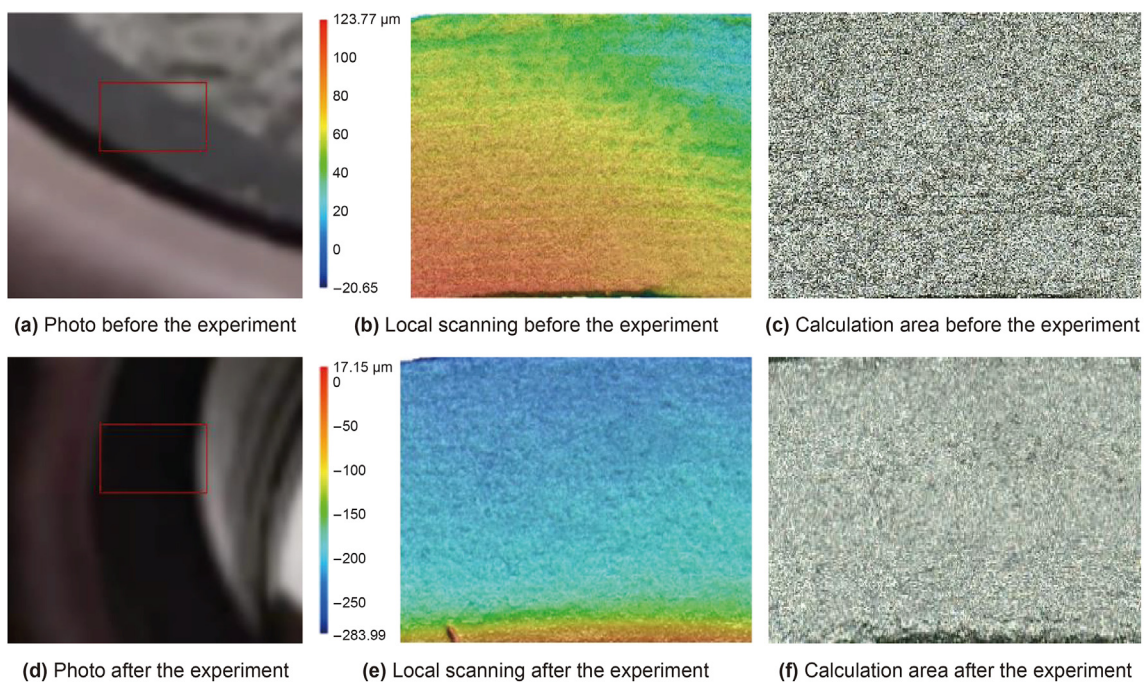 123.77 μm
100
80
60
40
20
0
–20.65
(a) Photo before the experiment
(b) Local scanning before the experiment
(c) Calculation area before the experiment
17.15 μm
0
–50
–100
–150
–200
–250
–283.99
(d) Photo after the experiment
(e) Local scanning after the experiment
(f) Calculation area after the experiment